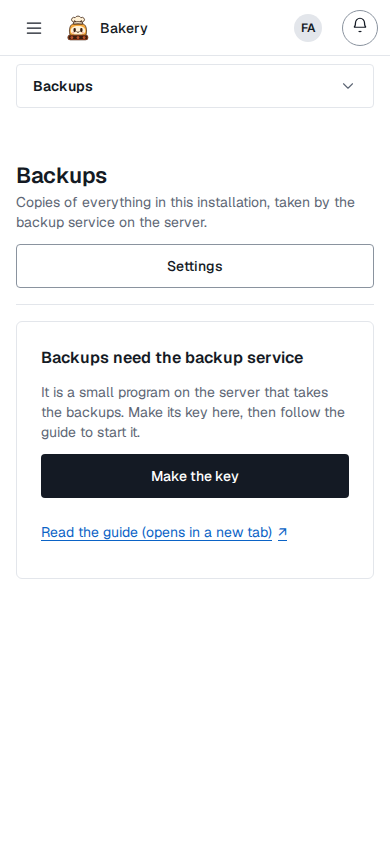 Bakery
FA
Backups
Backups
Copies of everything in this installation, taken by the
backup service on the server.
Settings
Backups need the backup service
It is a small program on the server that takes
the backups. Make its key here, then follow the
guide to start it.
Make the key
Read the guide (opens in a new tab)